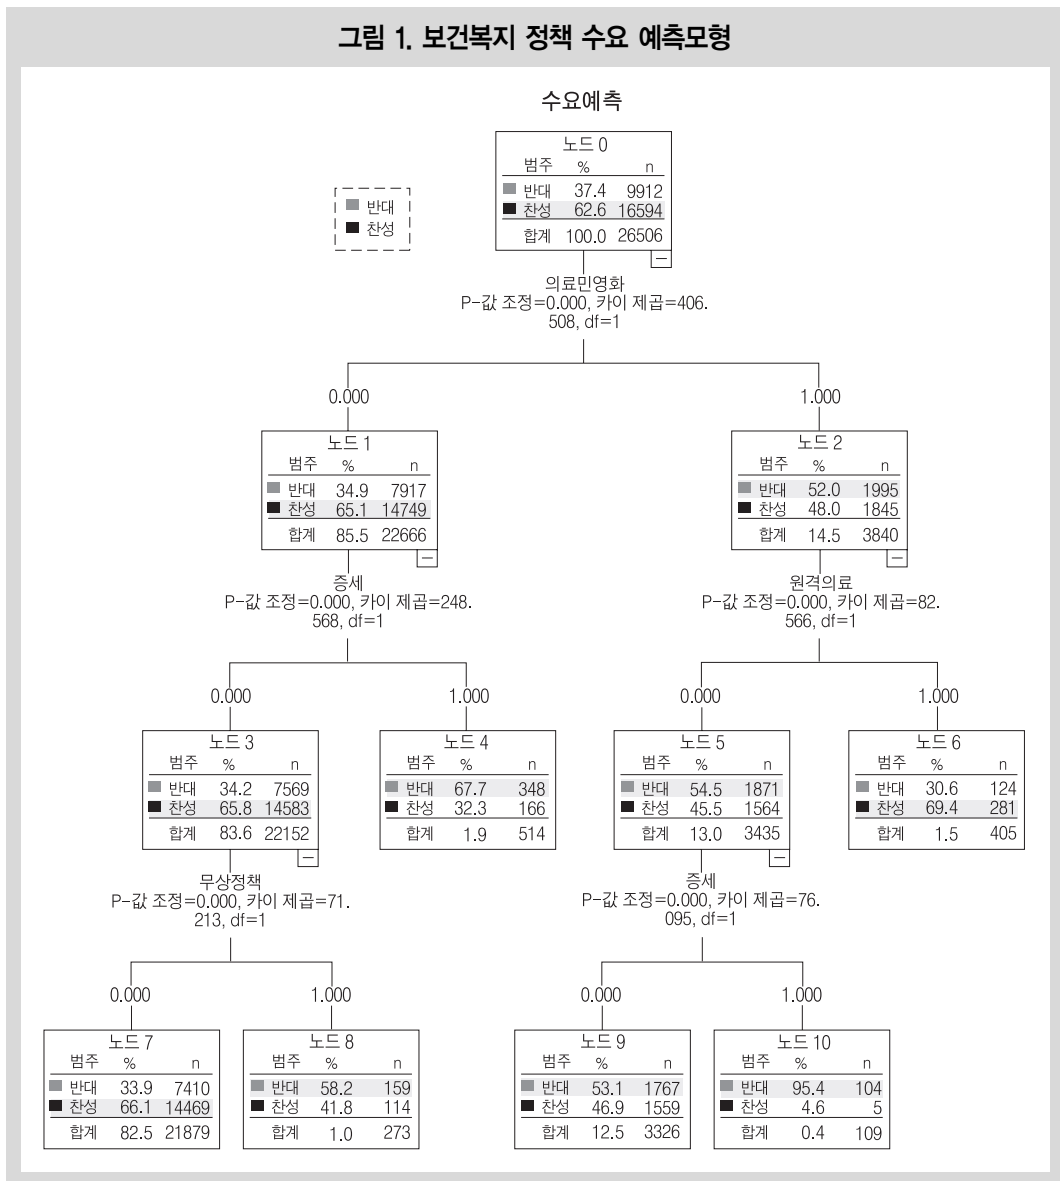 그림 1. 보건복지 정책 수요 예측모형
수요예측
반대
찬성
노드 0
범주 % n
반대 37.4 9912
찬성 62.6 16594
합계 100.0 26506
의료민영화
P-값 조정=0.000, 카이 제곱=406.
508, df=1
0.000
1.000
노드 1
범주 % n
반대 34.9 7917
찬성 65.1 14749
합계 85.5 22666
노드 2
범주 % n
반대 52.0 1995
찬성 48.0 1845
합계 14.5 3840
증세
P-값 조정=0.000, 카이 제곱=248.
568, df=1
원격의료
P-값 조정=0.000, 카이 제곱=82.
566, df=1
0.000
1.000
0.000
1.000
노드 3
범주 % n
반대 34.2 7569
찬성 65.8 14583
합계 83.6 22152
노드 4
범주 % n
반대 67.7 348
찬성 32.3 166
합계 1.9 514
노드 5
범주 % n
반대 54.5 1871
찬성 45.5 1564
합계 13.0 3435
노드 6
범주 % n
반대 30.6 124
찬성 69.4 281
합계 1.5 405
무상정책
P-값 조정=0.000, 카이 제곱=71.
213, df=1
증세
P-값 조정=0.000, 카이 제곱=76.
095, df=1
0.000
1.000
0.000
1.000
노드 7
범주 % n
반대 33.9 7410
찬성 66.1 14469
합계 82.5 21879
노드 8
범주 % n
반대 58.2 159
찬성 41.8 114
합계 1.0 273
노드 9
범주 % n
반대 53.1 1767
찬성 46.9 1559
합계 12.5 3326
노드 10
범주 % n
반대 95.4 104
찬성 4.6 5
합계 0.4 109